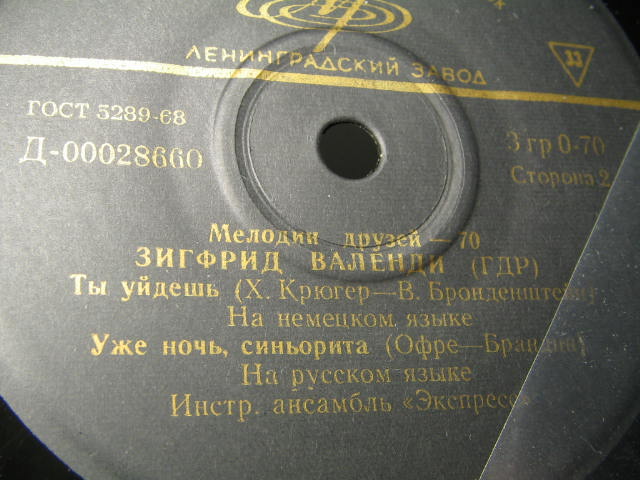 ЛЕНИНГРАДСКИЙ ЗАВОД
33
ГОСТ 5289-68
Д-00028660
3 гр 0-70
Сторона 2
Мелодии друзей — 70
ЗИГФРИД ВАЛЕНДИ (ГДР)
Ты уйдешь (Х. Крюгер—В. Бронденштейн)
На немецком языке
Уже ночь, синьорита (Офре—
На русском языке
Инстр. ансамбль «Экспресс»